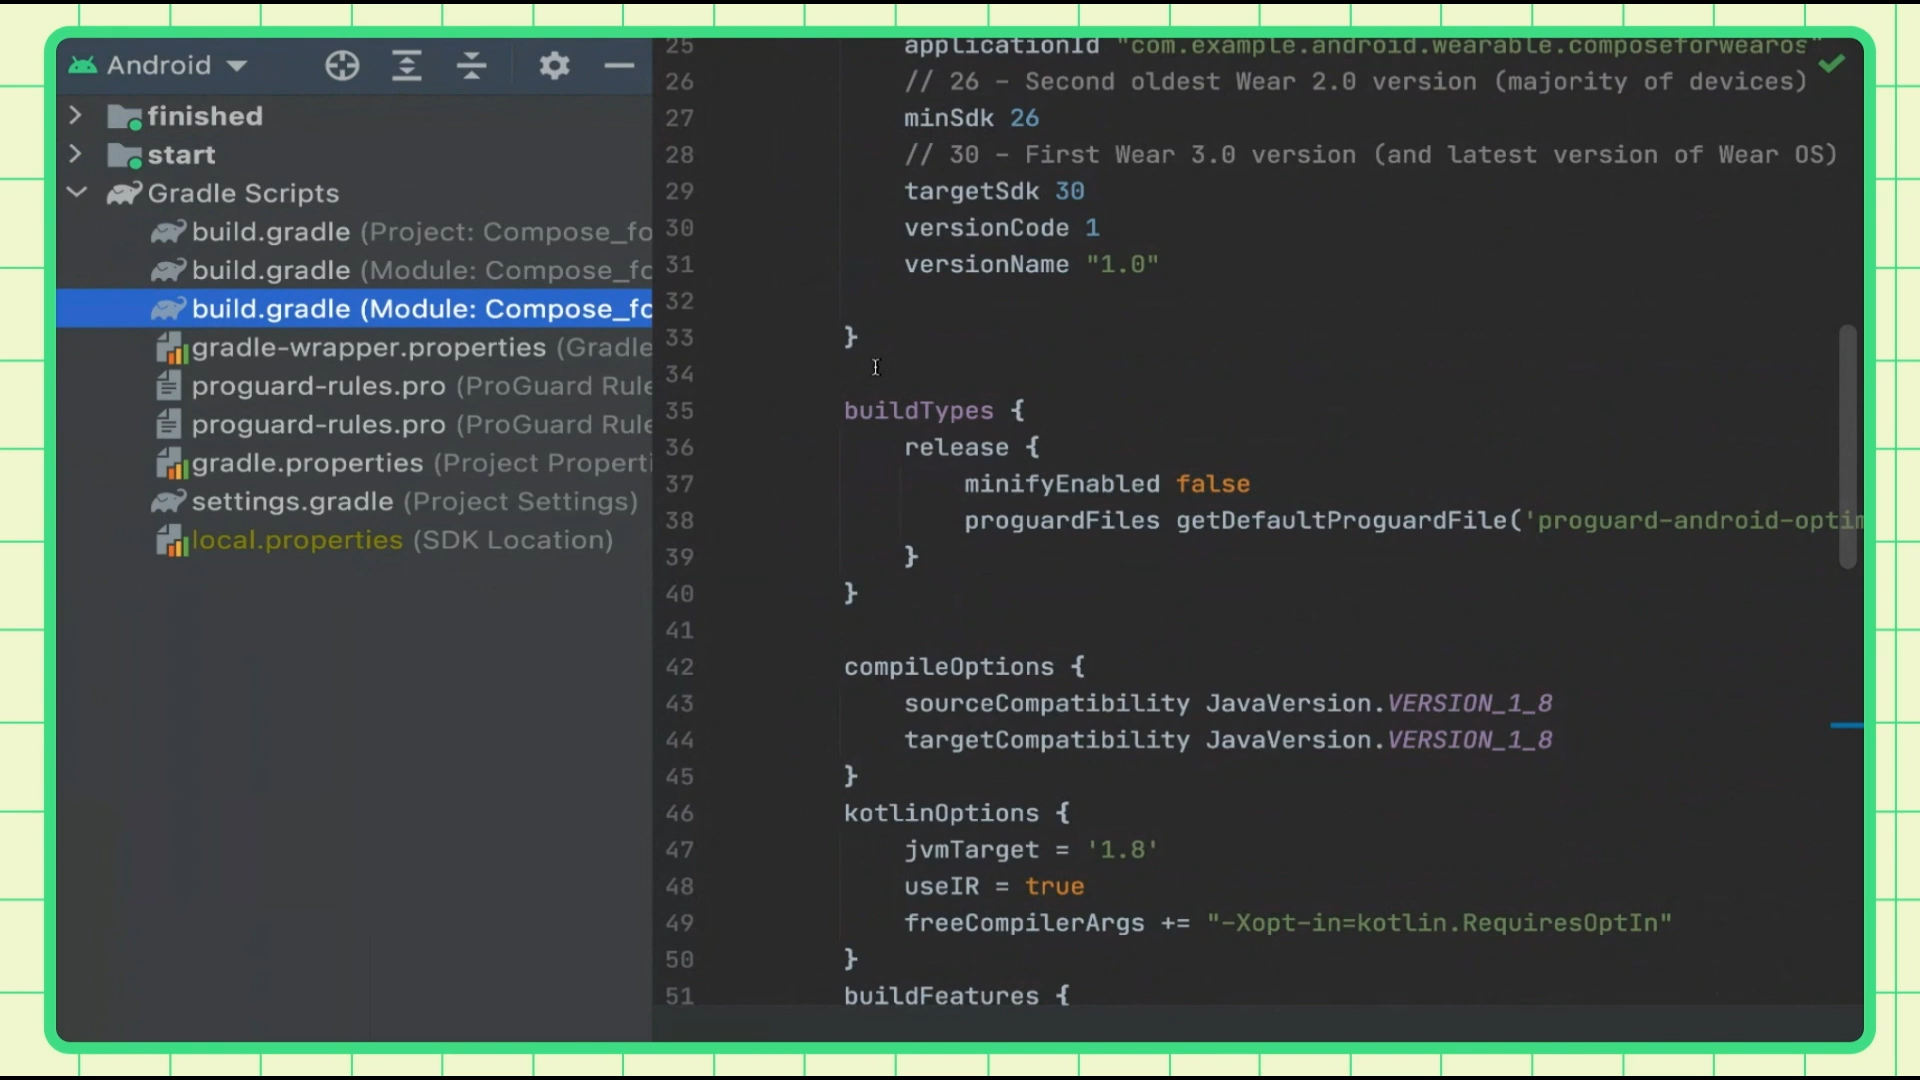 Android
finished
start
Gradle Scripts
build.gradle (Project: Compose_fo
build.gradle (Module: Compose_fo
build.gradle (Module: Compose_fo
gradle-wrapper.properties (Gradle
proguard-rules.pro (ProGuard Rule
proguard-rules.pro (ProGuard Rule
gradle.properties (Project Properti
settings.gradle (Project Settings)
local.properties (SDK Location)
25 applicationId "com.example.android.wearable.composeforwearos"
26 // 26 - Second oldest Wear 2.0 version (majority of devices)
27 minSdk 26
28 // 30 - First Wear 3.0 version (and latest version of Wear OS)
29 targetSdk 30
30 versionCode 1
31 versionName "1.0"
32
33 }
34
35 buildTypes {
36 release {
37 minifyEnabled false
38 proguardFiles getDefaultProguardFile('proguard-android-optim
39 }
40 }
41
42 compileOptions {
43 sourceCompatibility JavaVersion.VERSION_1_8
44 targetCompatibility JavaVersion.VERSION_1_8
45 }
46 kotlinOptions {
47 jvmTarget = '1.8'
48 useIR = true
49 freeCompilerArgs += "-Xopt-in=kotlin.RequiresOptIn"
50 }
51 buildFeatures {